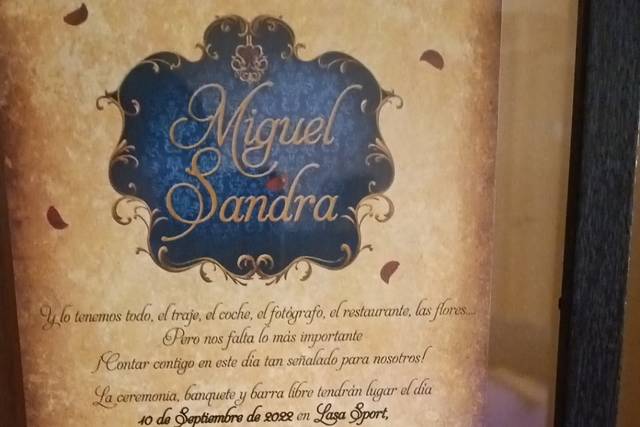 Miguel
Sandra
Y lo tenemos todo, el traje, el coche, el fotógrafo, el restaurante, las flores...
Pero nos falta lo más importante
¡Contar contigo en este día tan señalado para nosotros!
La ceremonia, banquete y barra libre tendrán lugar el día
10 de Septiembre de 2022 en Lasa Sport,